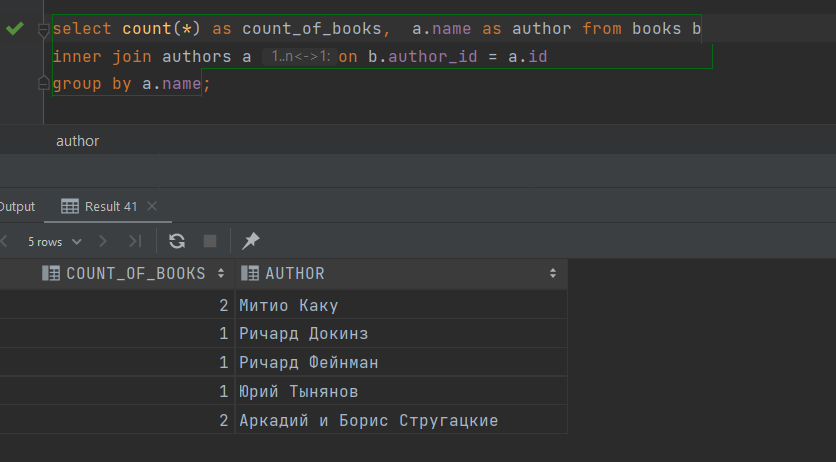 select count(*) as count_of_books,  a.name as author from books b
inner join authors a 1..n<->1: on b.author_id = a.id
group by a.name;
author
Output Result 41
5 rows
COUNT_OF_BOOKS AUTHOR
2 Митио Каку
1 Ричард Докинз
1 Ричард Фейнман
1 Юрий Тынянов
2 Аркадий и Борис Стругацкие